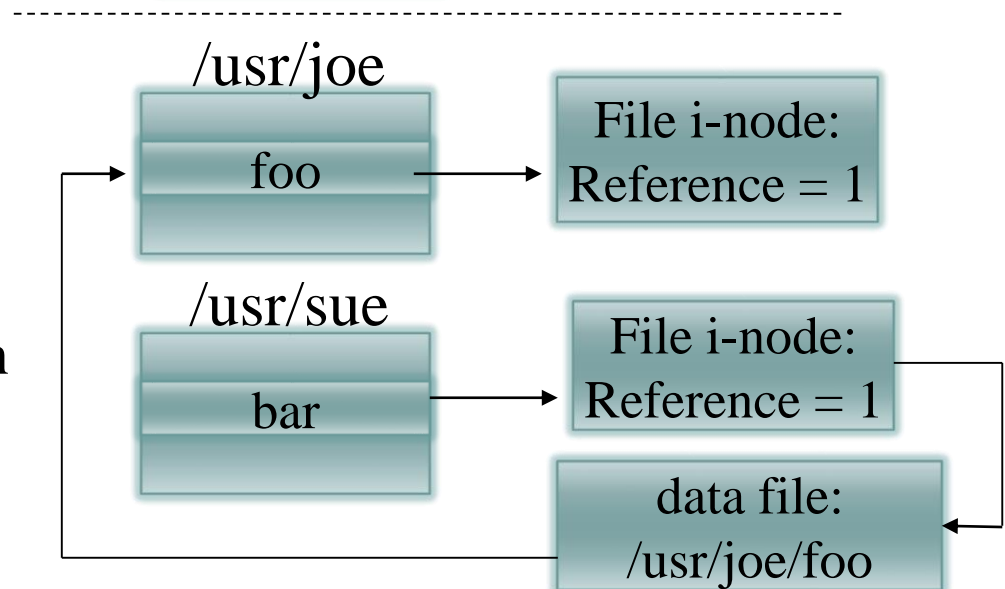 /usr/joe
foo
File i-node:
Reference = 1
/usr/sue
bar
File i-node:
Reference = 1
data file:
/usr/joe/foo